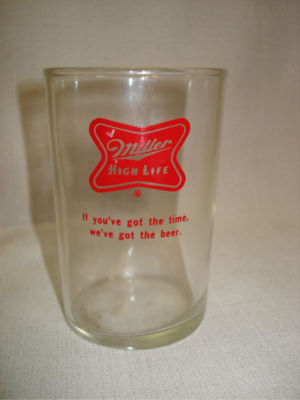 Miller
HIGH LIFE
If you've got the time,
we've got the beer.